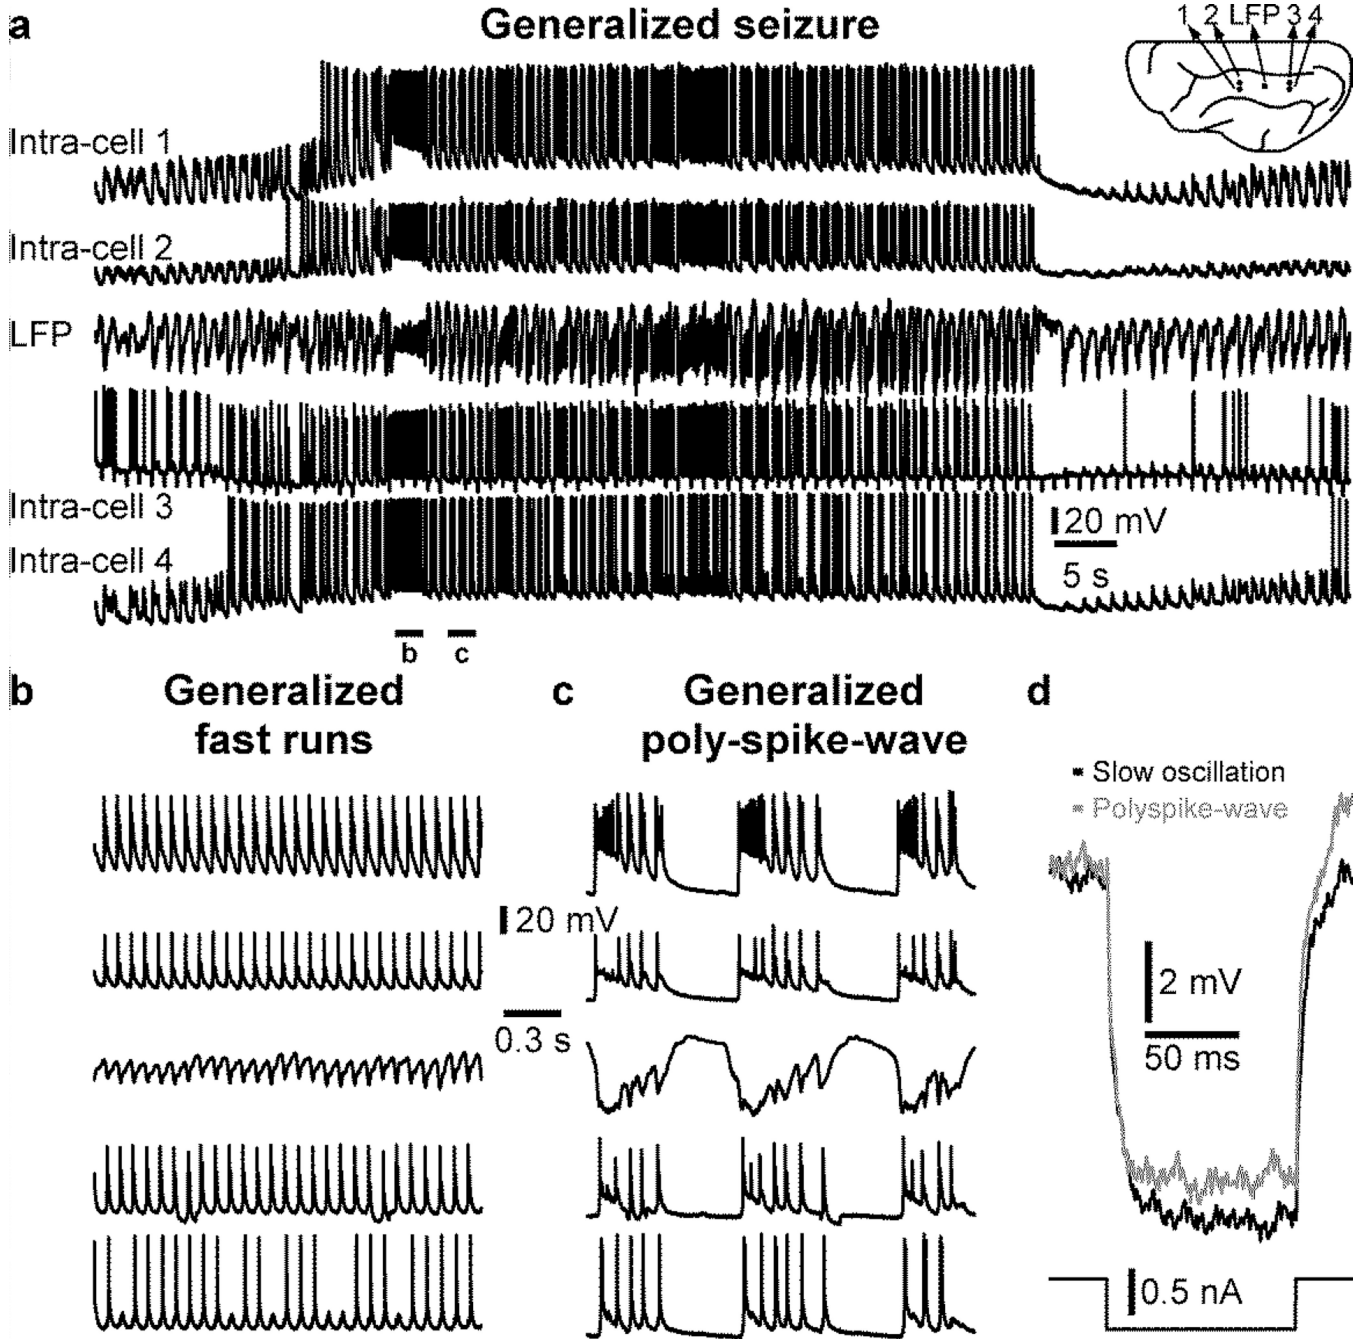 a
Generalized seizure
1 2 LFP 3 4
Intra-cell 1
Intra-cell 2
LFP
Intra-cell 3
Intra-cell 4
20 mV
5 s
b
c
b
Generalized
fast runs
c
Generalized
poly-spike-wave
d
Slow oscillation
Polyspike-wave
20 mV
0.3 s
2 mV
50 ms
0.5 nA